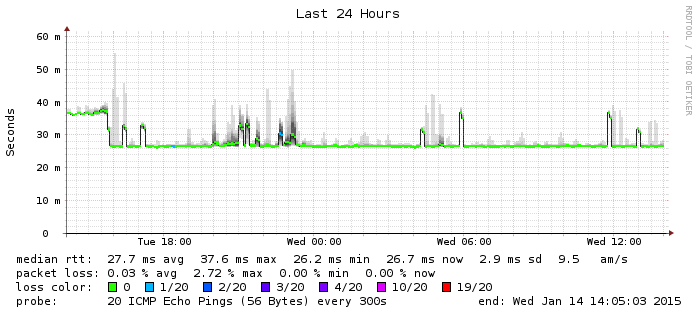 Last 24 Hours
RRDTOOL / TOBI OETIKER
Seconds
60 m
50 m
40 m
30 m
20 m
10 m
0
Tue 18:00 Wed 00:00 Wed 06:00 Wed 12:00
median rtt: 27.7 ms avg 37.6 ms max 26.2 ms min 26.7 ms now 2.9 ms sd 9.5 am/s
packet loss: 0.03 % avg 2.72 % max 0.00 % min 0.00 % now
loss color: 0 1/20 2/20 3/20 4/20 10/20 19/20
probe: 20 ICMP Echo Pings (56 Bytes) every 300s end: Wed Jan 14 14:05:03 2015